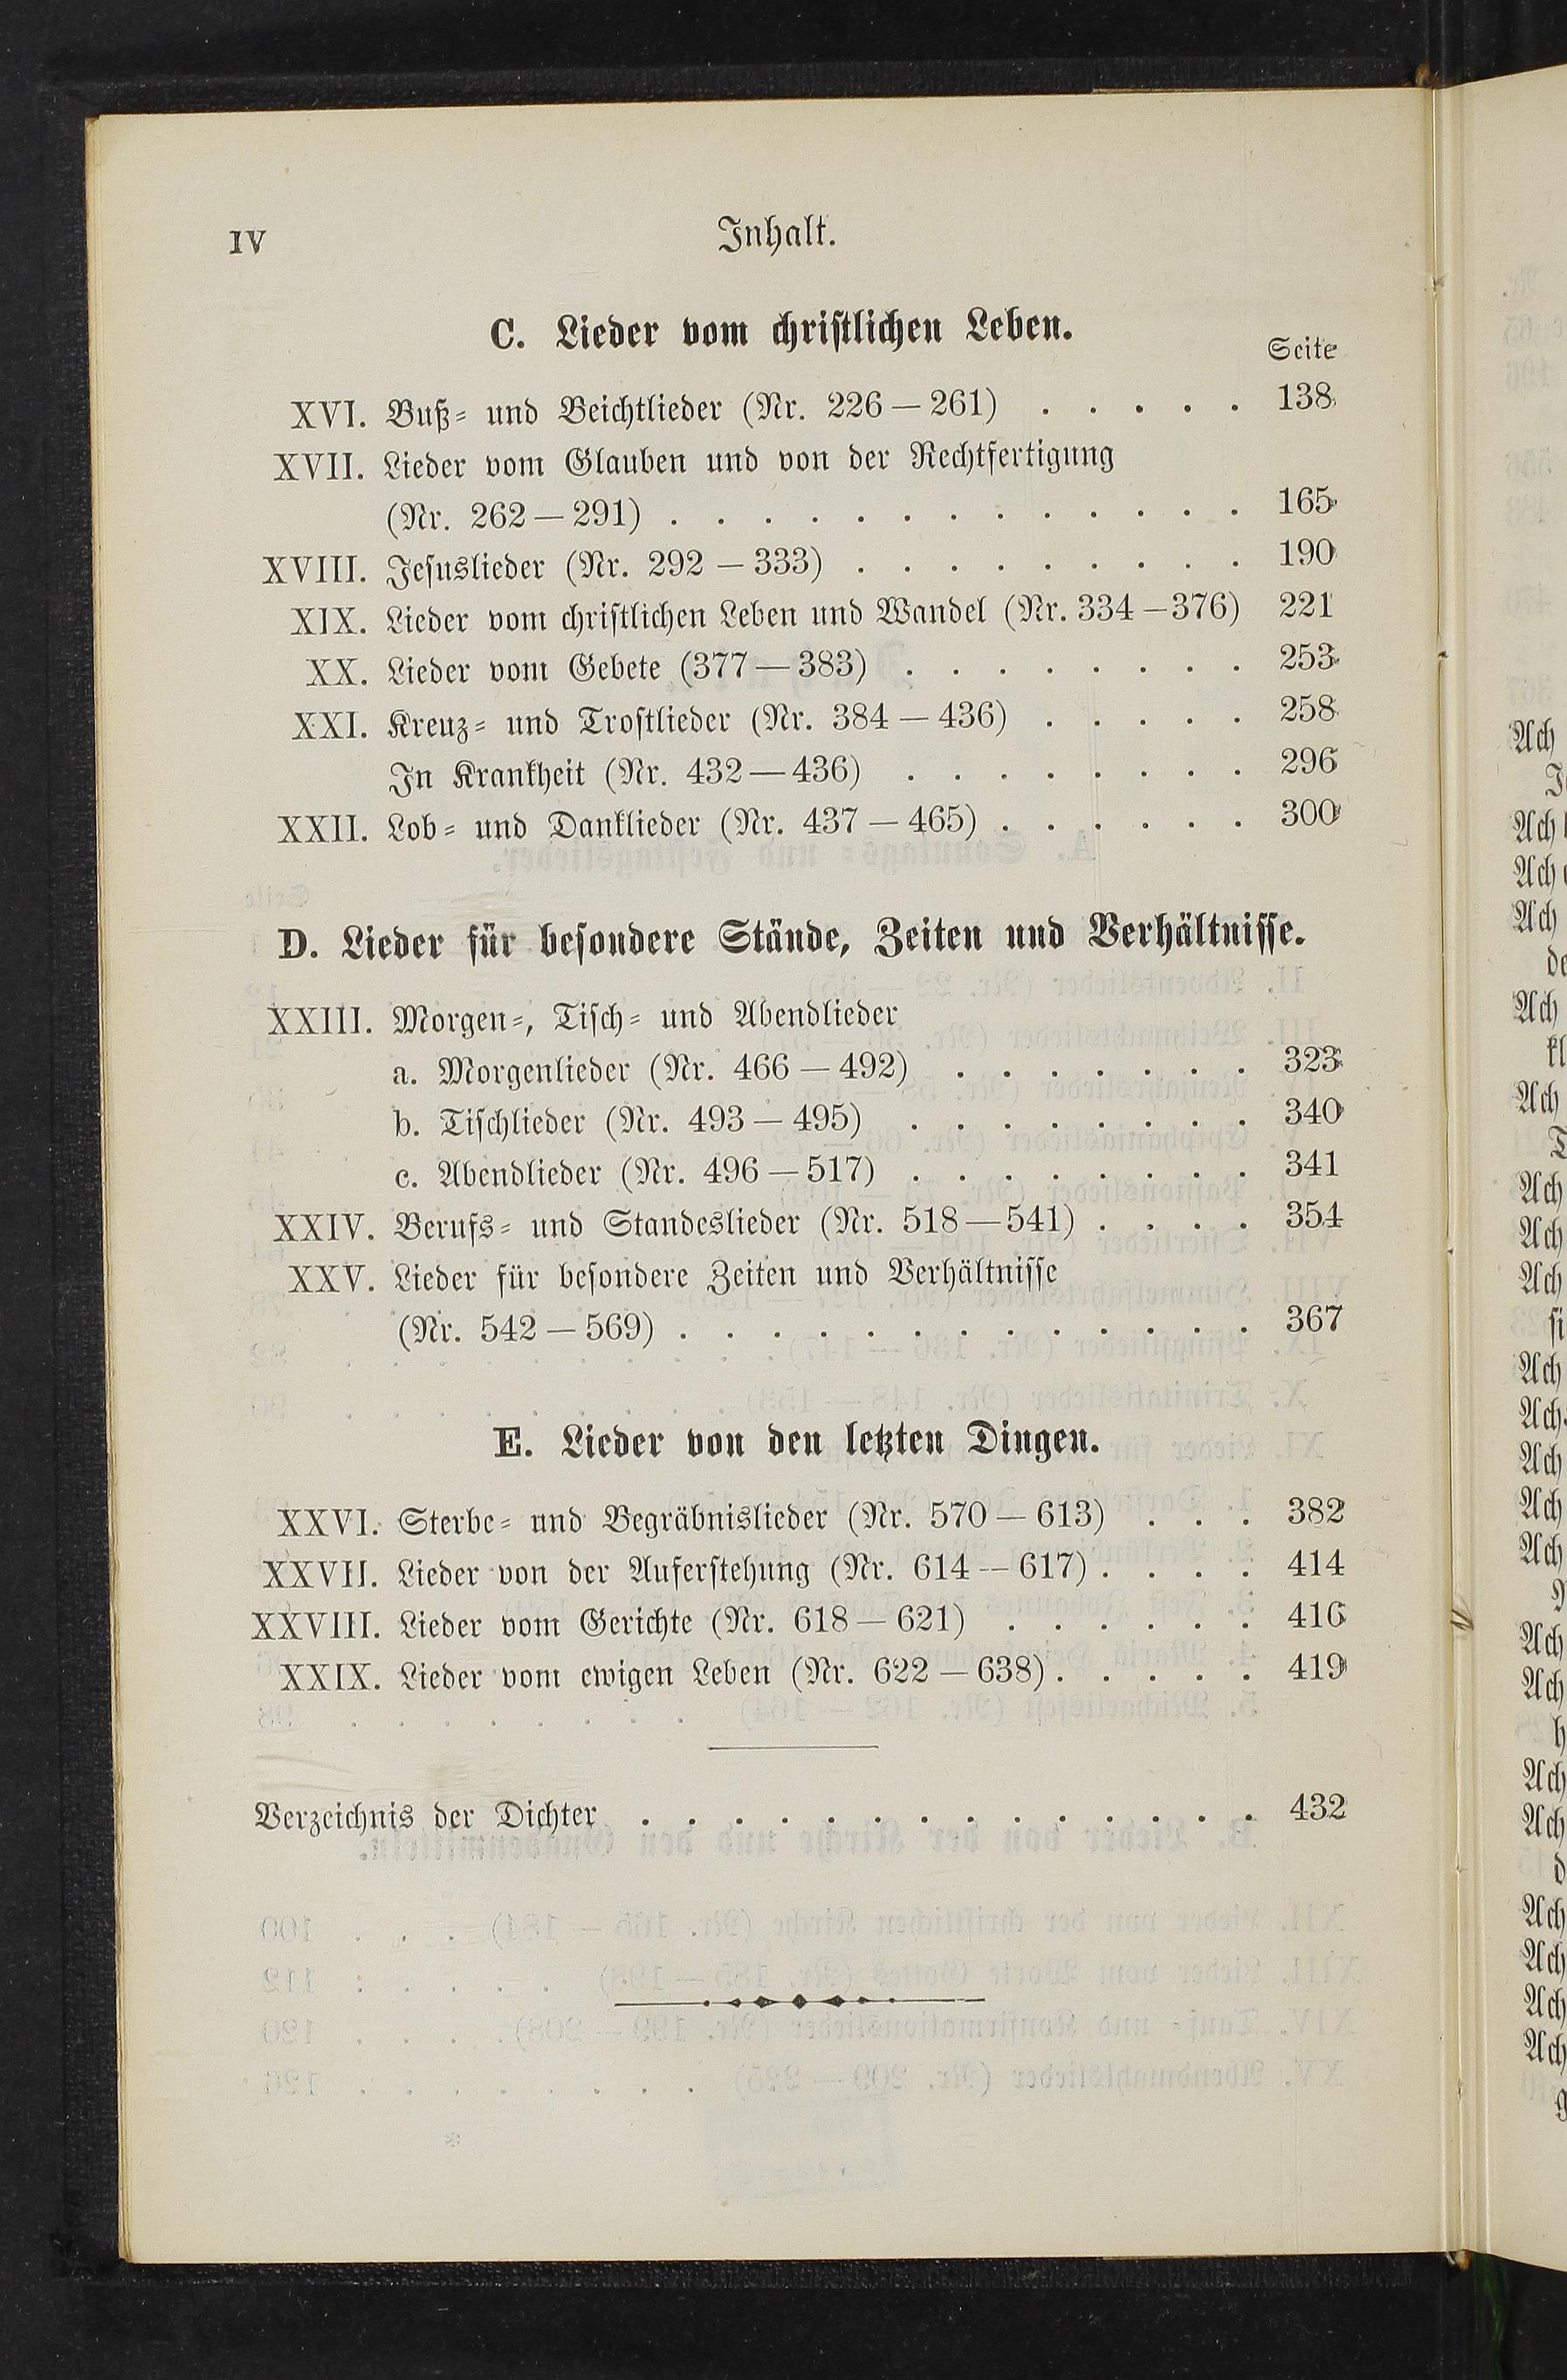 IV Inhalt.
C. Lieder vom christlichen Leben.
Seite
XVI. Buß- und Beichtlieder (Nr. 226 — 261) . . . . . 138
XVII. Lieder vom Glauben und von der Rechtfertigung
(Nr. 262 — 291) . . . . . . . . . . . . . 165
XVIII. Jesuslieder (Nr. 292 — 333) . . . . . . . . . 190
XIX. Lieder vom christlichen Leben und Wandel (Nr. 334 — 376) 221
XX. Lieder vom Gebete (377 — 383) . . . . . . . . 253
XXI. Kreuz- und Trostlieder (Nr. 384 — 436) . . . . . 258
In Krankheit (Nr. 432 — 436) . . . . . . . . 296
XXII. Lob- und Danklieder (Nr. 437 — 465) . . . . . . 300
D. Lieder für besondere Stände, Zeiten und Verhältnisse.
XXIII. Morgen-, Tisch- und Abendlieder
a. Morgenlieder (Nr. 466 — 492) . . . . . . . 323
b. Tischlieder (Nr. 493 — 495) . . . . . . . . 340
c. Abendlieder (Nr. 496 — 517) . . . . . . . . 341
XXIV. Berufs- und Standeslieder (Nr. 518 — 541) . . . . 354
XXV. Lieder für besondere Zeiten und Verhältnisse
(Nr. 542 — 569) . . . . . . . . . . . . . 367
E. Lieder von den letzten Dingen.
XXVI. Sterbe- und Begräbnislieder (Nr. 570 — 613) . . . 382
XXVII. Lieder von der Auferstehung (Nr. 614 — 617) . . . . 414
XXVIII. Lieder vom Gerichte (Nr. 618 — 621) . . . . . . 416
XXIX. Lieder vom ewigen Leben (Nr. 622 — 638) . . . . . 419
Verzeichnis der Dichter . . . . . . . . . . . . . . 432